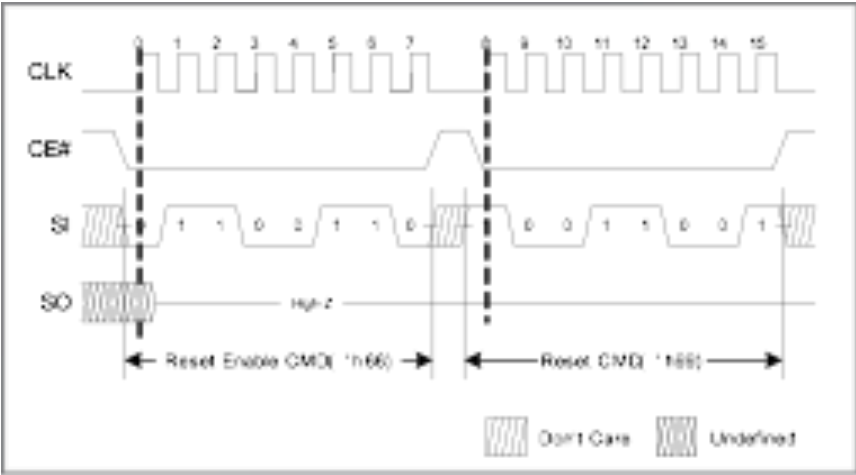 0 1 2 3 4 5 6 7 8 9 10 11 12 13 14 15
CLK
CE#
SI 1 1 0 0 1 1 0 0 0 1 1 0 0 1
SO High-Z
Reset Enable CMD( 1h66) Reset CMD(
Don't Care Undefined